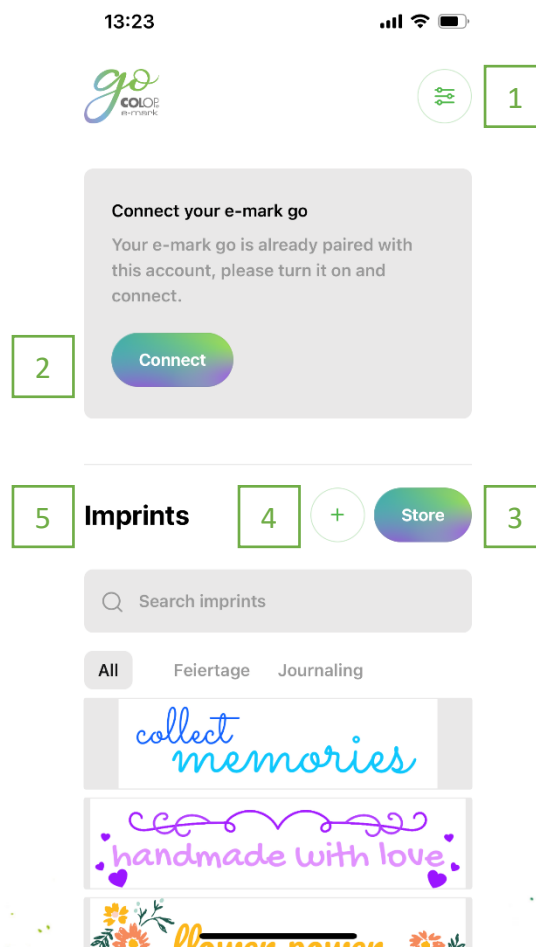 13:23
go
COLOP
e-mark
1
Connect your e-mark go
Your e-mark go is already paired with
this account, please turn it on and
connect.
2
Connect
5
Imprints
4
+
Store
3
Search imprints
All Feiertage Journaling
collect
memories
handmade with love
flower power